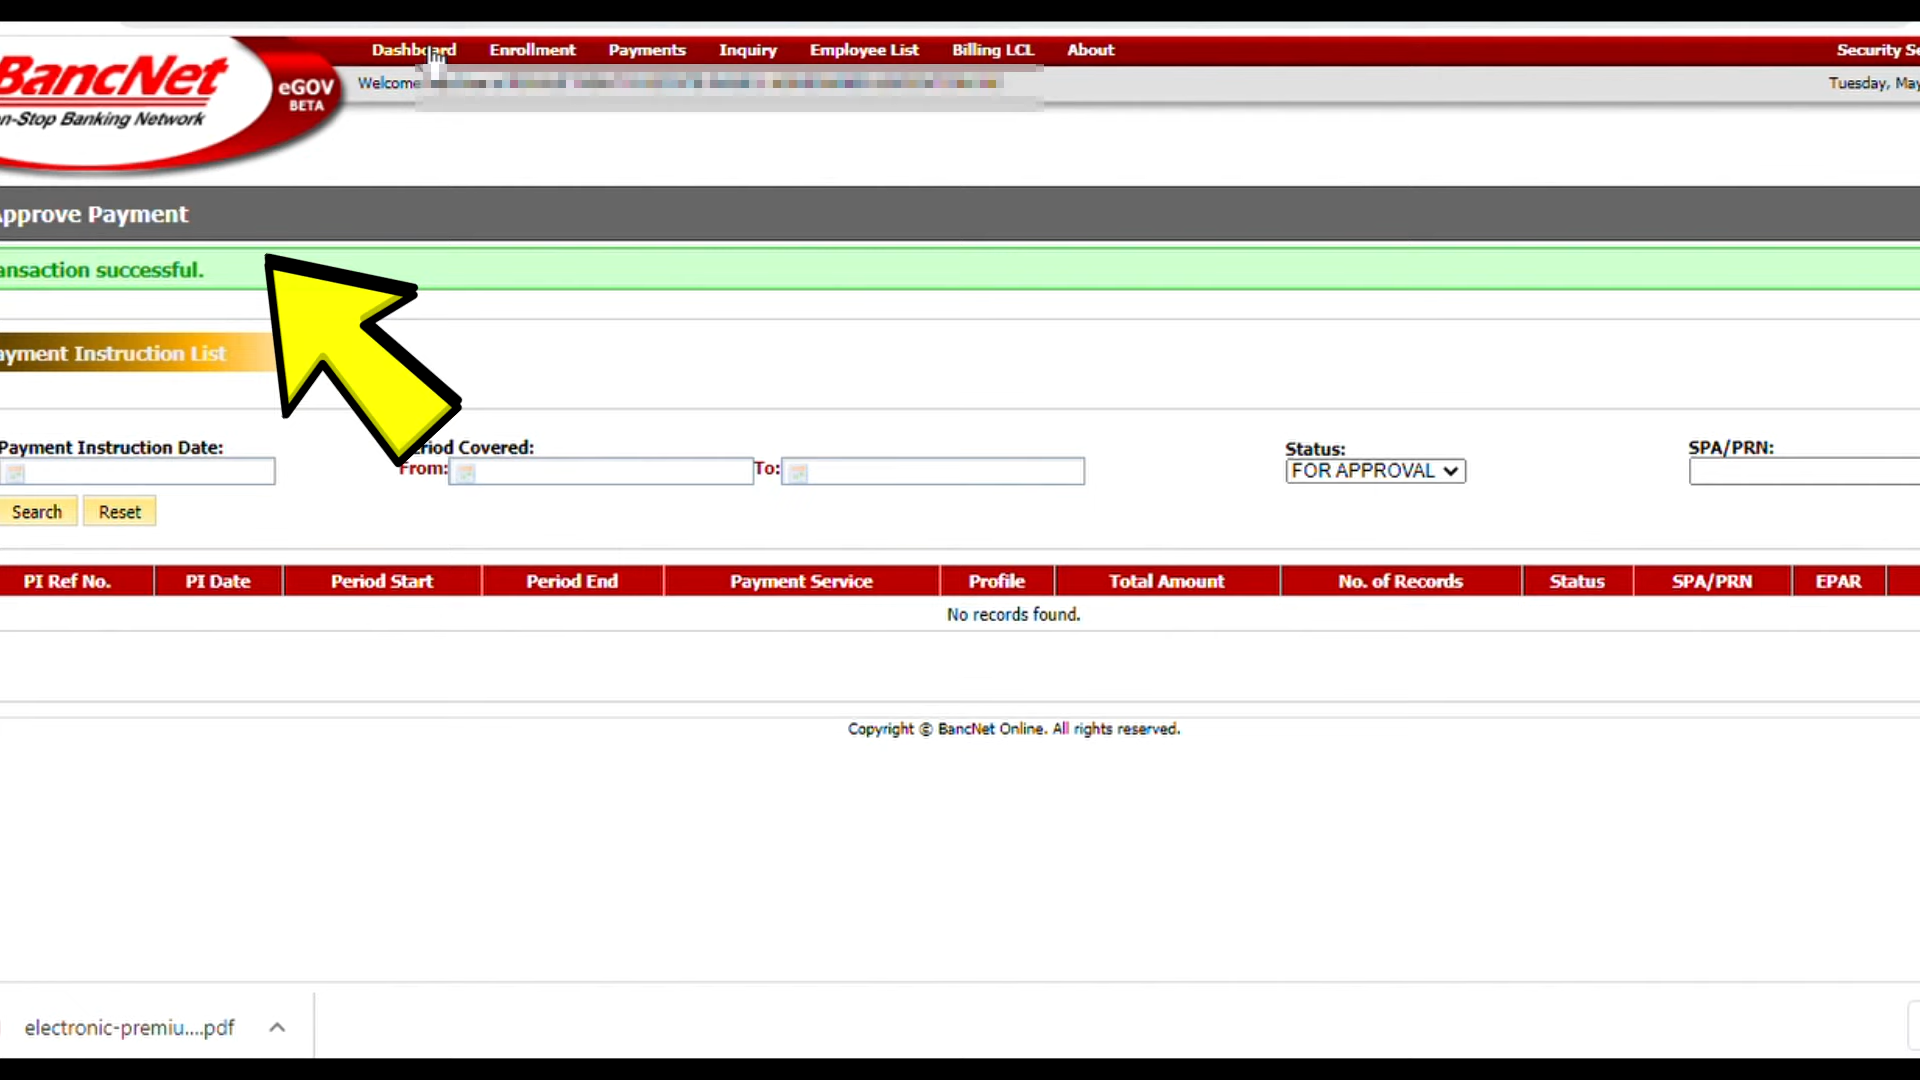 Dashboard Enrollment Payments Inquiry Employee List Billing LCL About Security Se
BancNet
n-Stop Banking Network
eGOV
BETA
Welcome
Tuesday, May
Approve Payment
ansaction successful.
ayment Instruction List
Payment Instruction Date:
riod Covered:
From: To:
Status:
FOR APPROVAL
SPA/PRN:
Search Reset
PI Ref No. PI Date Period Start Period End Payment Service Profile Total Amount No. of Records Status SPA/PRN EPAR
No records found.
Copyright © BancNet Online. All rights reserved.
electronic-premiu....pdf